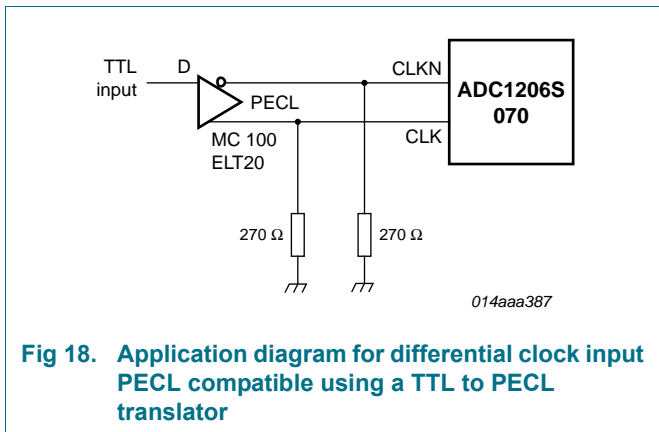 TTL
input
D
PECL
MC 100
ELT20
CLKN
CLK
ADC1206S
070
270 Ω
270 Ω
014aaa387
Fig 18. Application diagram for differential clock input
PECL compatible using a TTL to PECL
translator